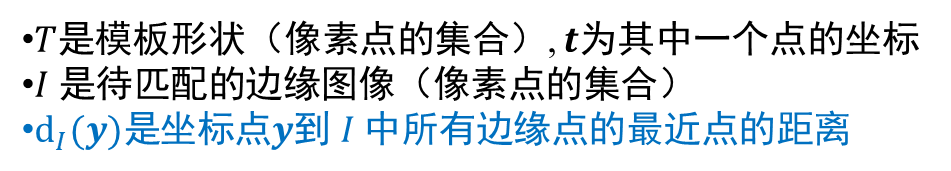 •T是模板形状（像素点的集合）, t为其中一个点的坐标
•I 是待匹配的边缘图像（像素点的集合）
•d_I(y)是坐标点y到 I 中所有边缘点的最近点的距离